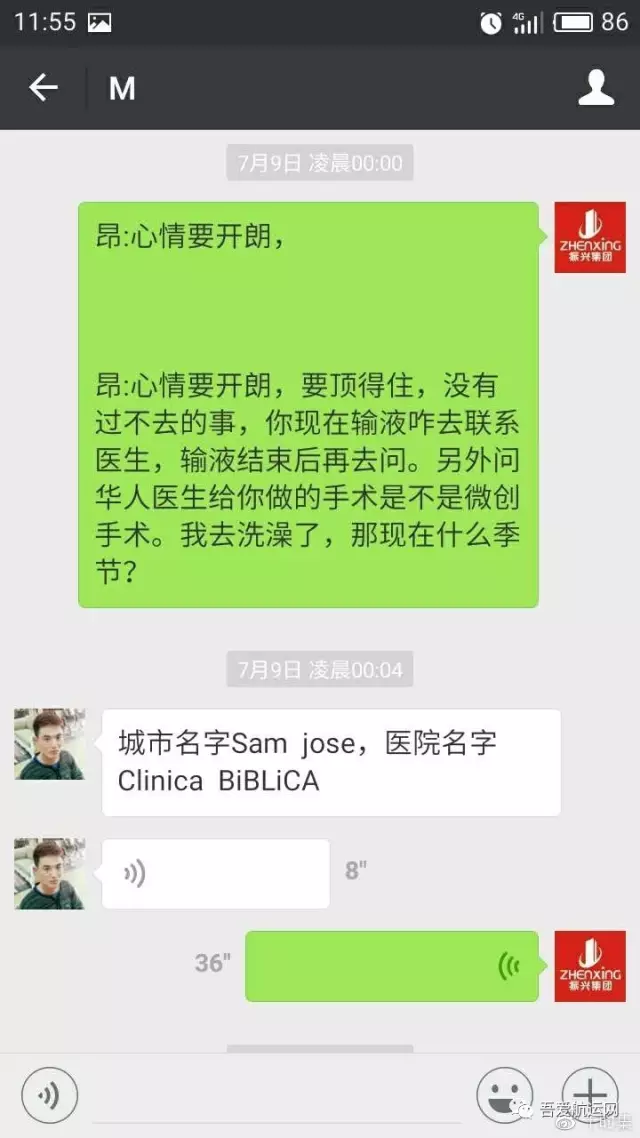 11:55
4G
86
M
7月9日 凌晨00:00
昂:心情要开朗，
ZHENXING
振兴集团
昂:心情要开朗，要顶得住，没有
过不去的事，你现在输液咋去联系
医生，输液结束后再去问。另外问
华人医生给你做的手术是不是微创
手术。我去洗澡了，那现在什么季
节？
7月9日 凌晨00:04
城市名字Sam jose，医院名字
Clinica BiBLiCA
8"
36"
ZHENXING
振兴集团
吾爱航运网